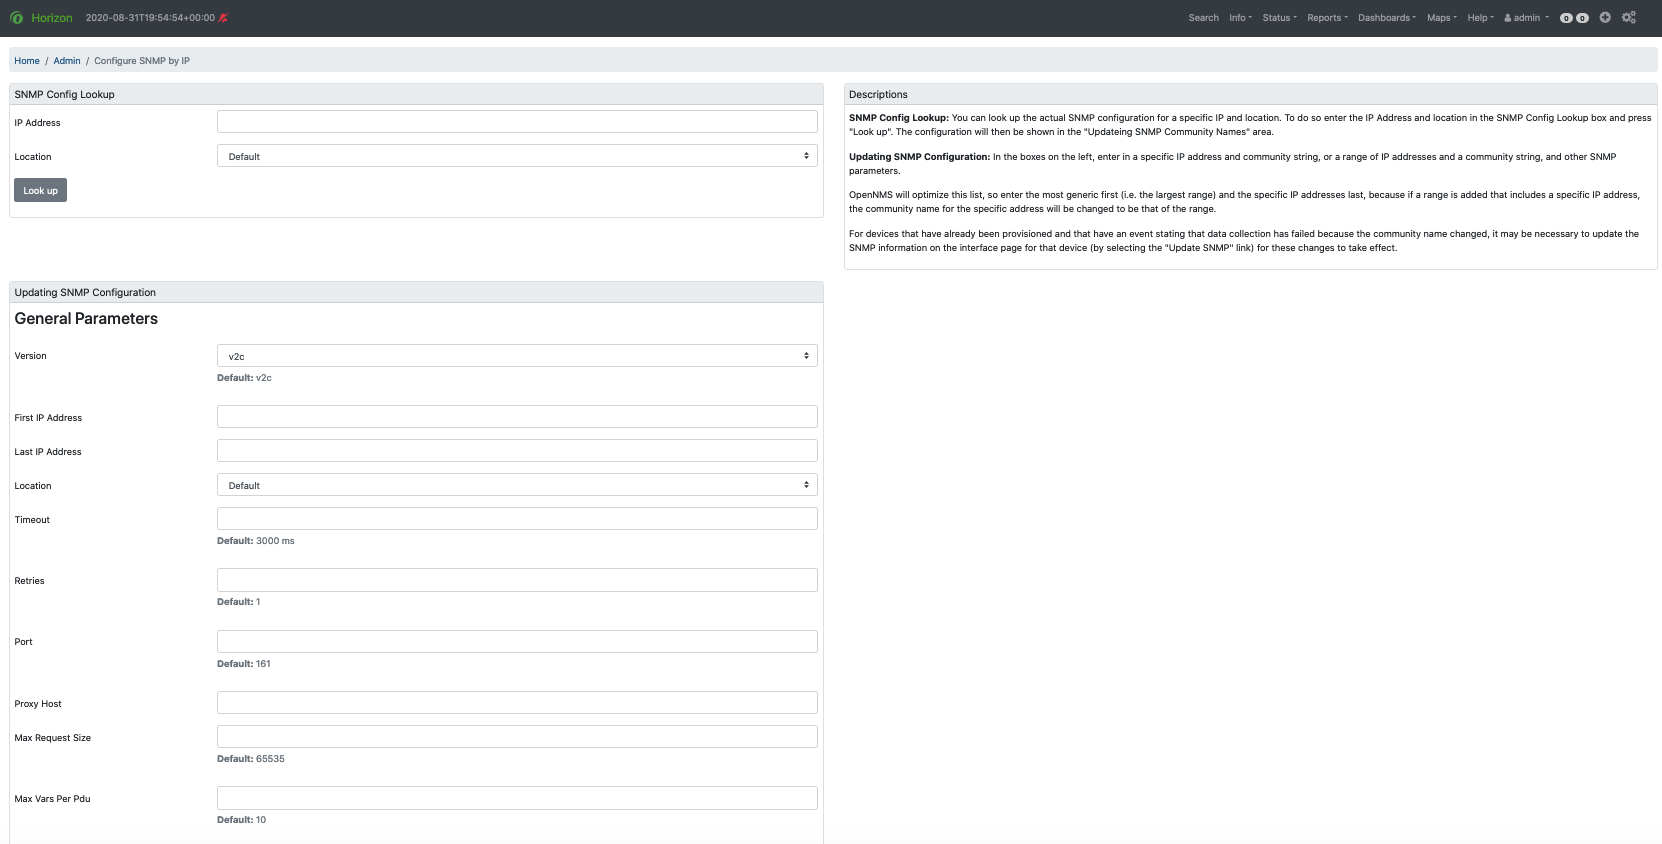 Horizon 2020-08-31T19:54:54+00:00 Search Info Status Reports Dashboards Maps Help admin 0 0
Home / Admin / Configure SNMP by IP
SNMP Config Lookup
IP Address
Location Default
Look up
Descriptions
SNMP Config Lookup: You can look up the actual SNMP configuration for a specific IP and location. To do so enter the IP Address and location in the SNMP Config Lookup box and press
"Look up". The configuration will then be shown in the "Updateing SNMP Community Names" area.
Updating SNMP Configuration: In the boxes on the left, enter in a specific IP address and community string, or a range of IP addresses and a community string, and other SNMP
parameters.
OpenNMS will optimize this list, so enter the most generic first (i.e. the largest range) and the specific IP addresses last, because if a range is added that includes a specific IP address,
the community name for the specific address will be changed to be that of the range.
For devices that have already been provisioned and that have an event stating that data collection has failed because the community name changed, it may be necessary to update the
SNMP information on the interface page for that device (by selecting the "Update SNMP" link) for these changes to take effect.
Updating SNMP Configuration
General Parameters
Version v2c
Default: v2c
First IP Address
Last IP Address
Location Default
Timeout
Default: 3000 ms
Retries
Default: 1
Port
Default: 161
Proxy Host
Max Request Size
Default: 65535
Max Vars Per Pdu
Default: 10